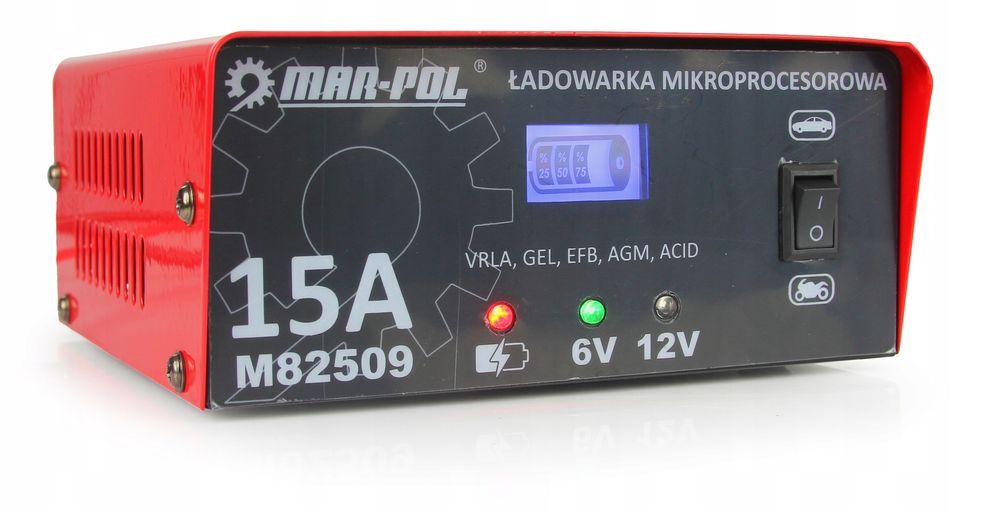 MAR-POL ®
ŁADOWARKA MIKROPROCESOROWA
% % %
25 50 75
I
O
VRLA, GEL, EFB, AGM, ACID
15A
M82509
6V 12V